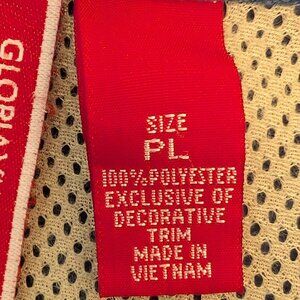 SIZE
PL
100% POLYESTER
EXCLUSIVE OF
DECORATIVE
TRIM
MADE IN
VIETNAM